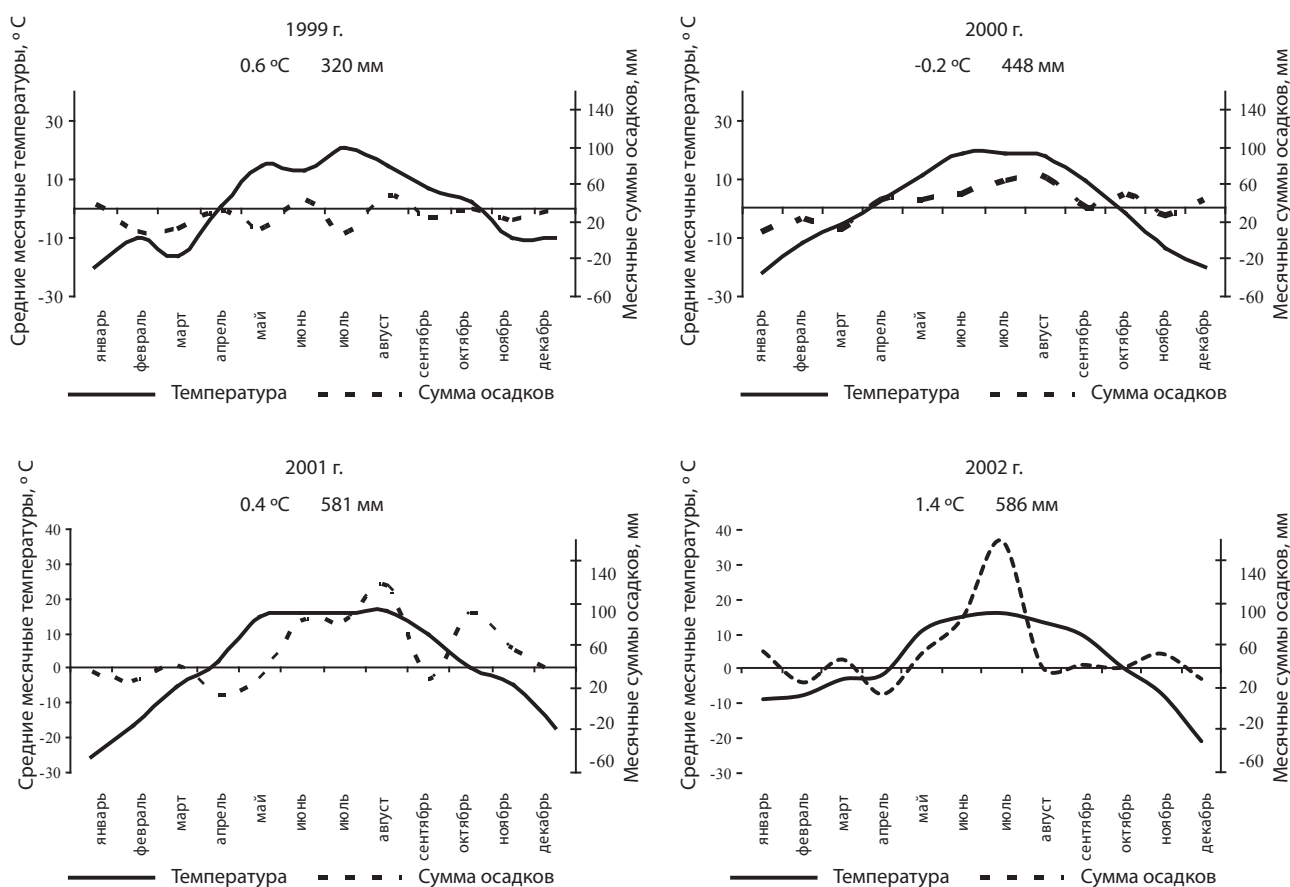 1999 г.
0.6 ºC 320 мм
Средние месячные температуры, º C
30
10
-10
-30
Месячные суммы осадков, мм
140
100
60
20
-20
-60
январь
февраль
март
апрель
май
июнь
июль
август
сентябрь
октябрь
ноябрь
декабрь
Температура Сумма осадков
2000 г.
-0.2 ºC 448 мм
Средние месячные температуры, º C
30
10
-10
-30
Месячные суммы осадков, мм
140
100
60
20
-20
-60
январь
февраль
март
апрель
май
июнь
июль
август
сентябрь
октябрь
ноябрь
декабрь
Температура Сумма осадков
2001 г.
0.4 ºC 581 мм
Средние месячные температуры, º C
40
30
20
10
0
-10
-20
-30
Месячные суммы осадков, мм
140
100
60
20
-20
-60
январь
февраль
март
апрель
май
июнь
июль
август
сентябрь
октябрь
ноябрь
декабрь
Температура Сумма осадков
2002 г.
1.4 ºC 586 мм
Средние месячные температуры, º C
40
30
20
10
0
-10
-20
-30
Месячные суммы осадков, мм
140
100
60
20
-20
-60
январь
февраль
март
апрель
май
июнь
июль
август
сентябрь
октябрь
ноябрь
декабрь
Температура Сумма осадков